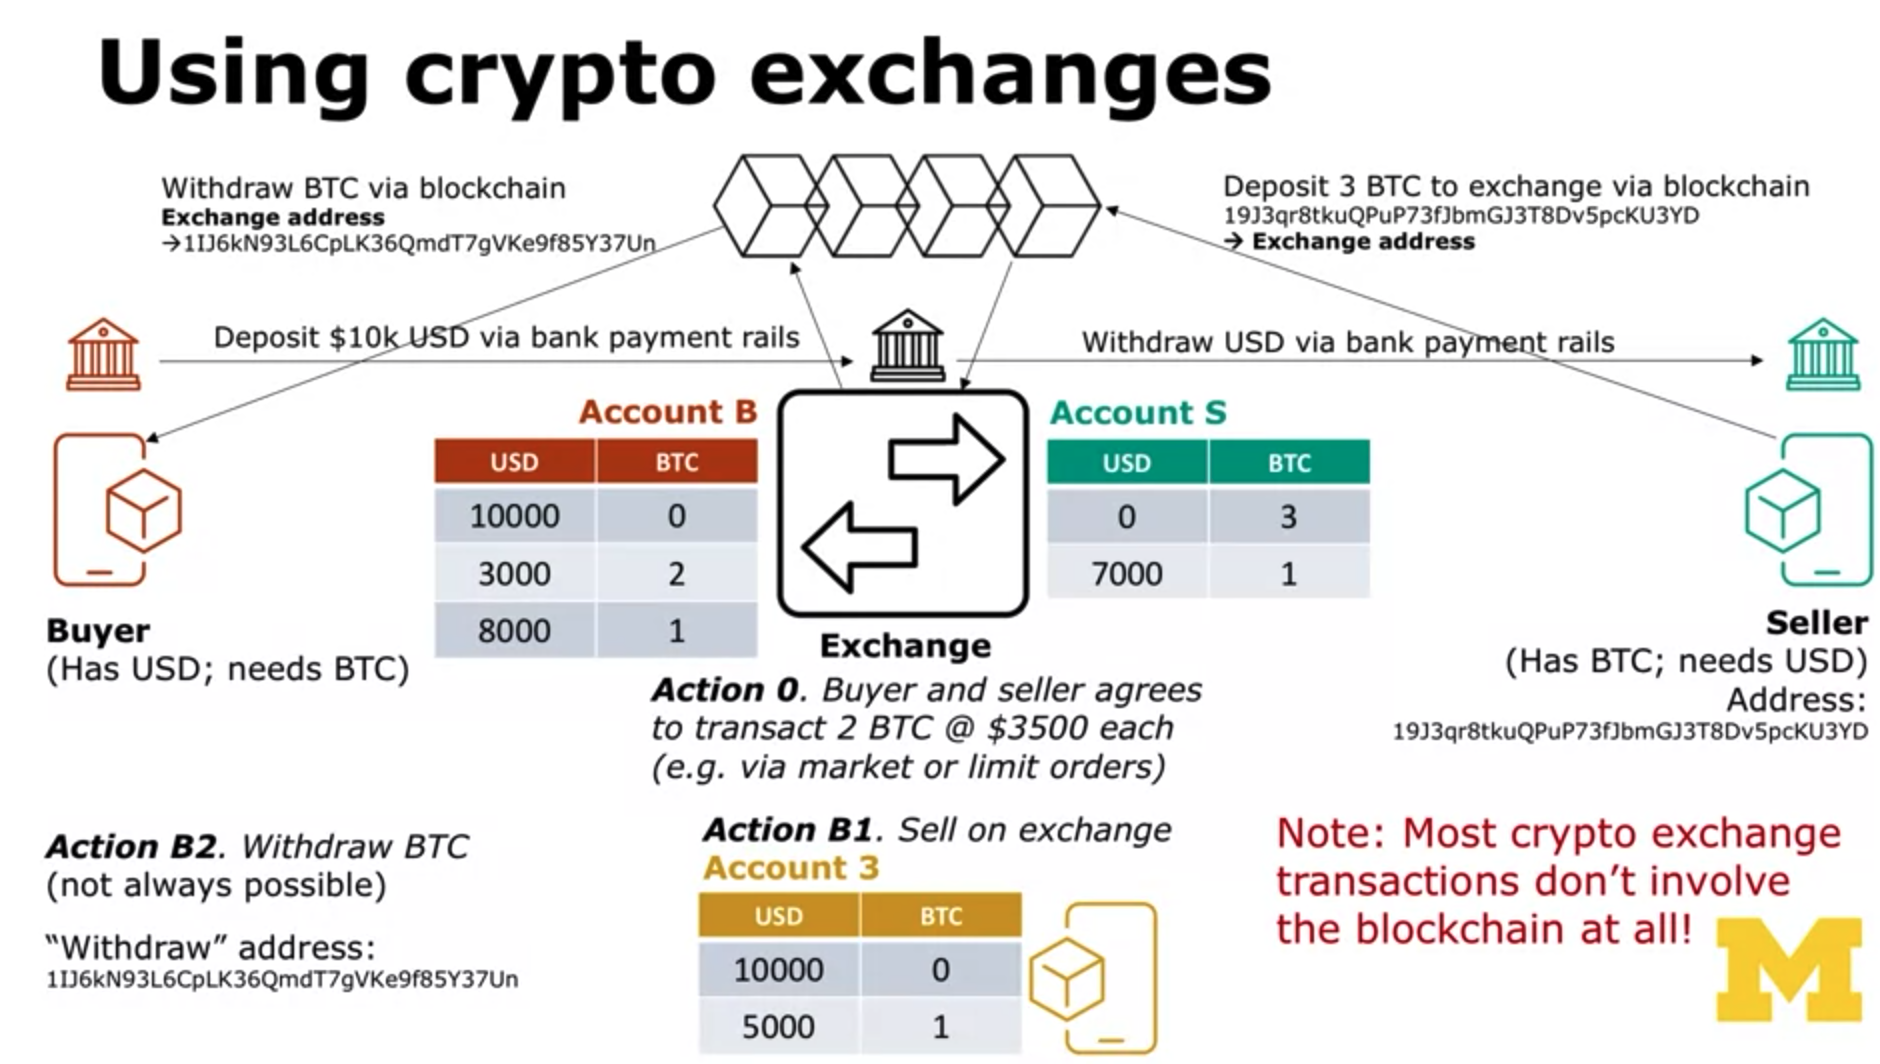 Using crypto exchanges
Withdraw BTC via blockchain
Exchange address
→1IJ6kN93L6CpLK36QmdT7gVKe9f85Y37Un
Deposit 3 BTC to exchange via blockchain
19J3qr8tkuQPuP73fJbmGJ3T8Dv5pcKU3YD
→ Exchange address
Deposit $10k USD via bank payment rails
Withdraw USD via bank payment rails
Account B
USD BTC
10000 0
3000 2
8000 1
Account S
USD BTC
0 3
7000 1
Buyer
(Has USD; needs BTC)
Exchange
Seller
(Has BTC; needs USD)
Address:
19J3qr8tkuQPuP73fJbmGJ3T8Dv5pcKU3YD
Action 0. Buyer and seller agrees
to transact 2 BTC @ $3500 each
(e.g. via market or limit orders)
Action B2. Withdraw BTC
(not always possible)
“Withdraw” address:
1IJ6kN93L6CpLK36QmdT7gVKe9f85Y37Un
Action B1. Sell on exchange
Account 3
USD BTC
10000 0
5000 1
Note: Most crypto exchange
transactions don’t involve
the blockchain at all!
M